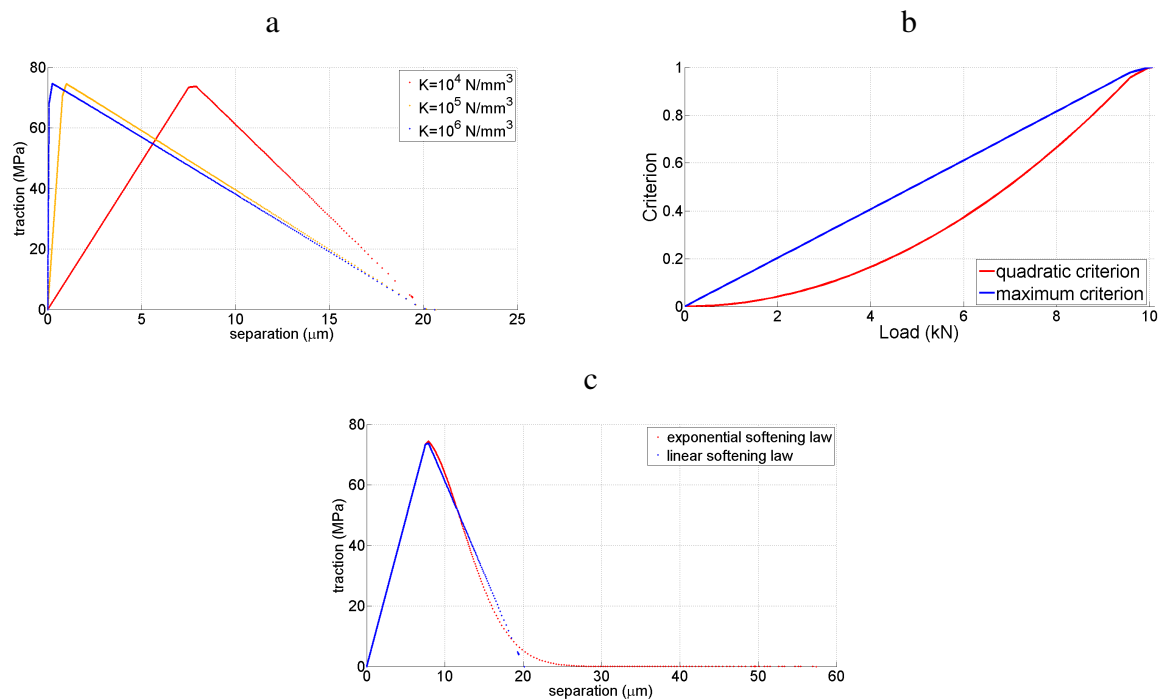 a
80
60
40
20
0
traction (MPa)
0 5 10 15 20 25
separation (μm)
K=10⁴ N/mm³
K=10⁵ N/mm³
K=10⁶ N/mm³
b
1
0.8
0.6
0.4
0.2
0
Criterion
0 2 4 6 8 10
Load (kN)
quadratic criterion
maximum criterion
c
80
60
40
20
0
traction (MPa)
0 10 20 30 40 50 60
separation (μm)
exponential softening law
linear softening law